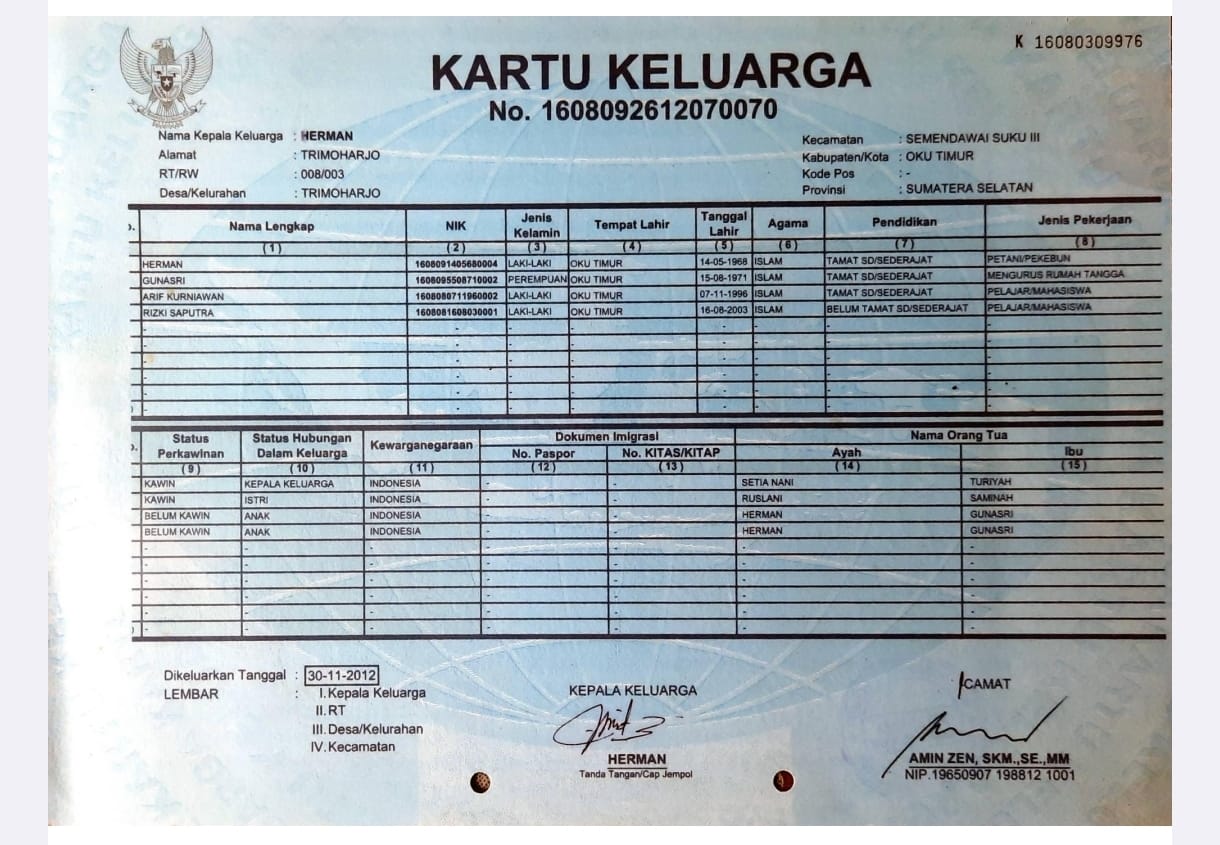 K 16080309976
KARTU KELUARGA
No. 1608092612070070
Nama Kepala Keluarga : HERMAN
Alamat : TRIMOHARJO
RT/RW : 008/003
Desa/Kelurahan : TRIMOHARJO
Kecamatan : SEMENDAWAI SUKU III
Kabupaten/Kota : OKU TIMUR
Kode Pos : -
Provinsi : SUMATERA SELATAN
Nama Lengkap NIK Jenis Kelamin Tempat Lahir Tanggal Lahir Agama Pendidikan Jenis Pekerjaan
(1) (2) (3) (4) (5) (6) (7) (8)
HERMAN 1608091405680004 LAKI-LAKI OKU TIMUR 14-05-1968 ISLAM TAMAT SD/SEDERAJAT PETANI/PEKEBUN
GUNASRI 1608095508710002 PEREMPUAN OKU TIMUR 15-08-1971 ISLAM TAMAT SD/SEDERAJAT MENGURUS RUMAH TANGGA
ARIF KURNIAWAN 1608080711960002 LAKI-LAKI OKU TIMUR 07-11-1996 ISLAM TAMAT SD/SEDERAJAT PELAJAR/MAHASISWA
RIZKI SAPUTRA 1608081608030001 LAKI-LAKI OKU TIMUR 16-08-2003 ISLAM BELUM TAMAT SD/SEDERAJAT PELAJAR/MAHASISWA
Status Perkawinan Status Hubungan Dalam Keluarga Kewarganegaraan Dokumen Imigrasi Nama Orang Tua
No. Paspor No. KITAS/KITAP Ayah Ibu
(9) (10) (11) (12) (13) (14) (15)
KAWIN KEPALA KELUARGA INDONESIA - - SETIA NANI TURIYAH
KAWIN ISTRI INDONESIA - - RUSLANI SAMINAH
BELUM KAWIN ANAK INDONESIA - - HERMAN GUNASRI
BELUM KAWIN ANAK INDONESIA - - HERMAN GUNASRI
Dikeluarkan Tanggal : 30-11-2012
LEMBAR : I. Kepala Keluarga
II. RT
III. Desa/Kelurahan
IV. Kecamatan
KEPALA KELUARGA
HERMAN
Tanda Tangan/Cap Jempol
CAMAT
AMIN ZEN, SKM.,SE.,MM
NIP.19650907 198812 1001